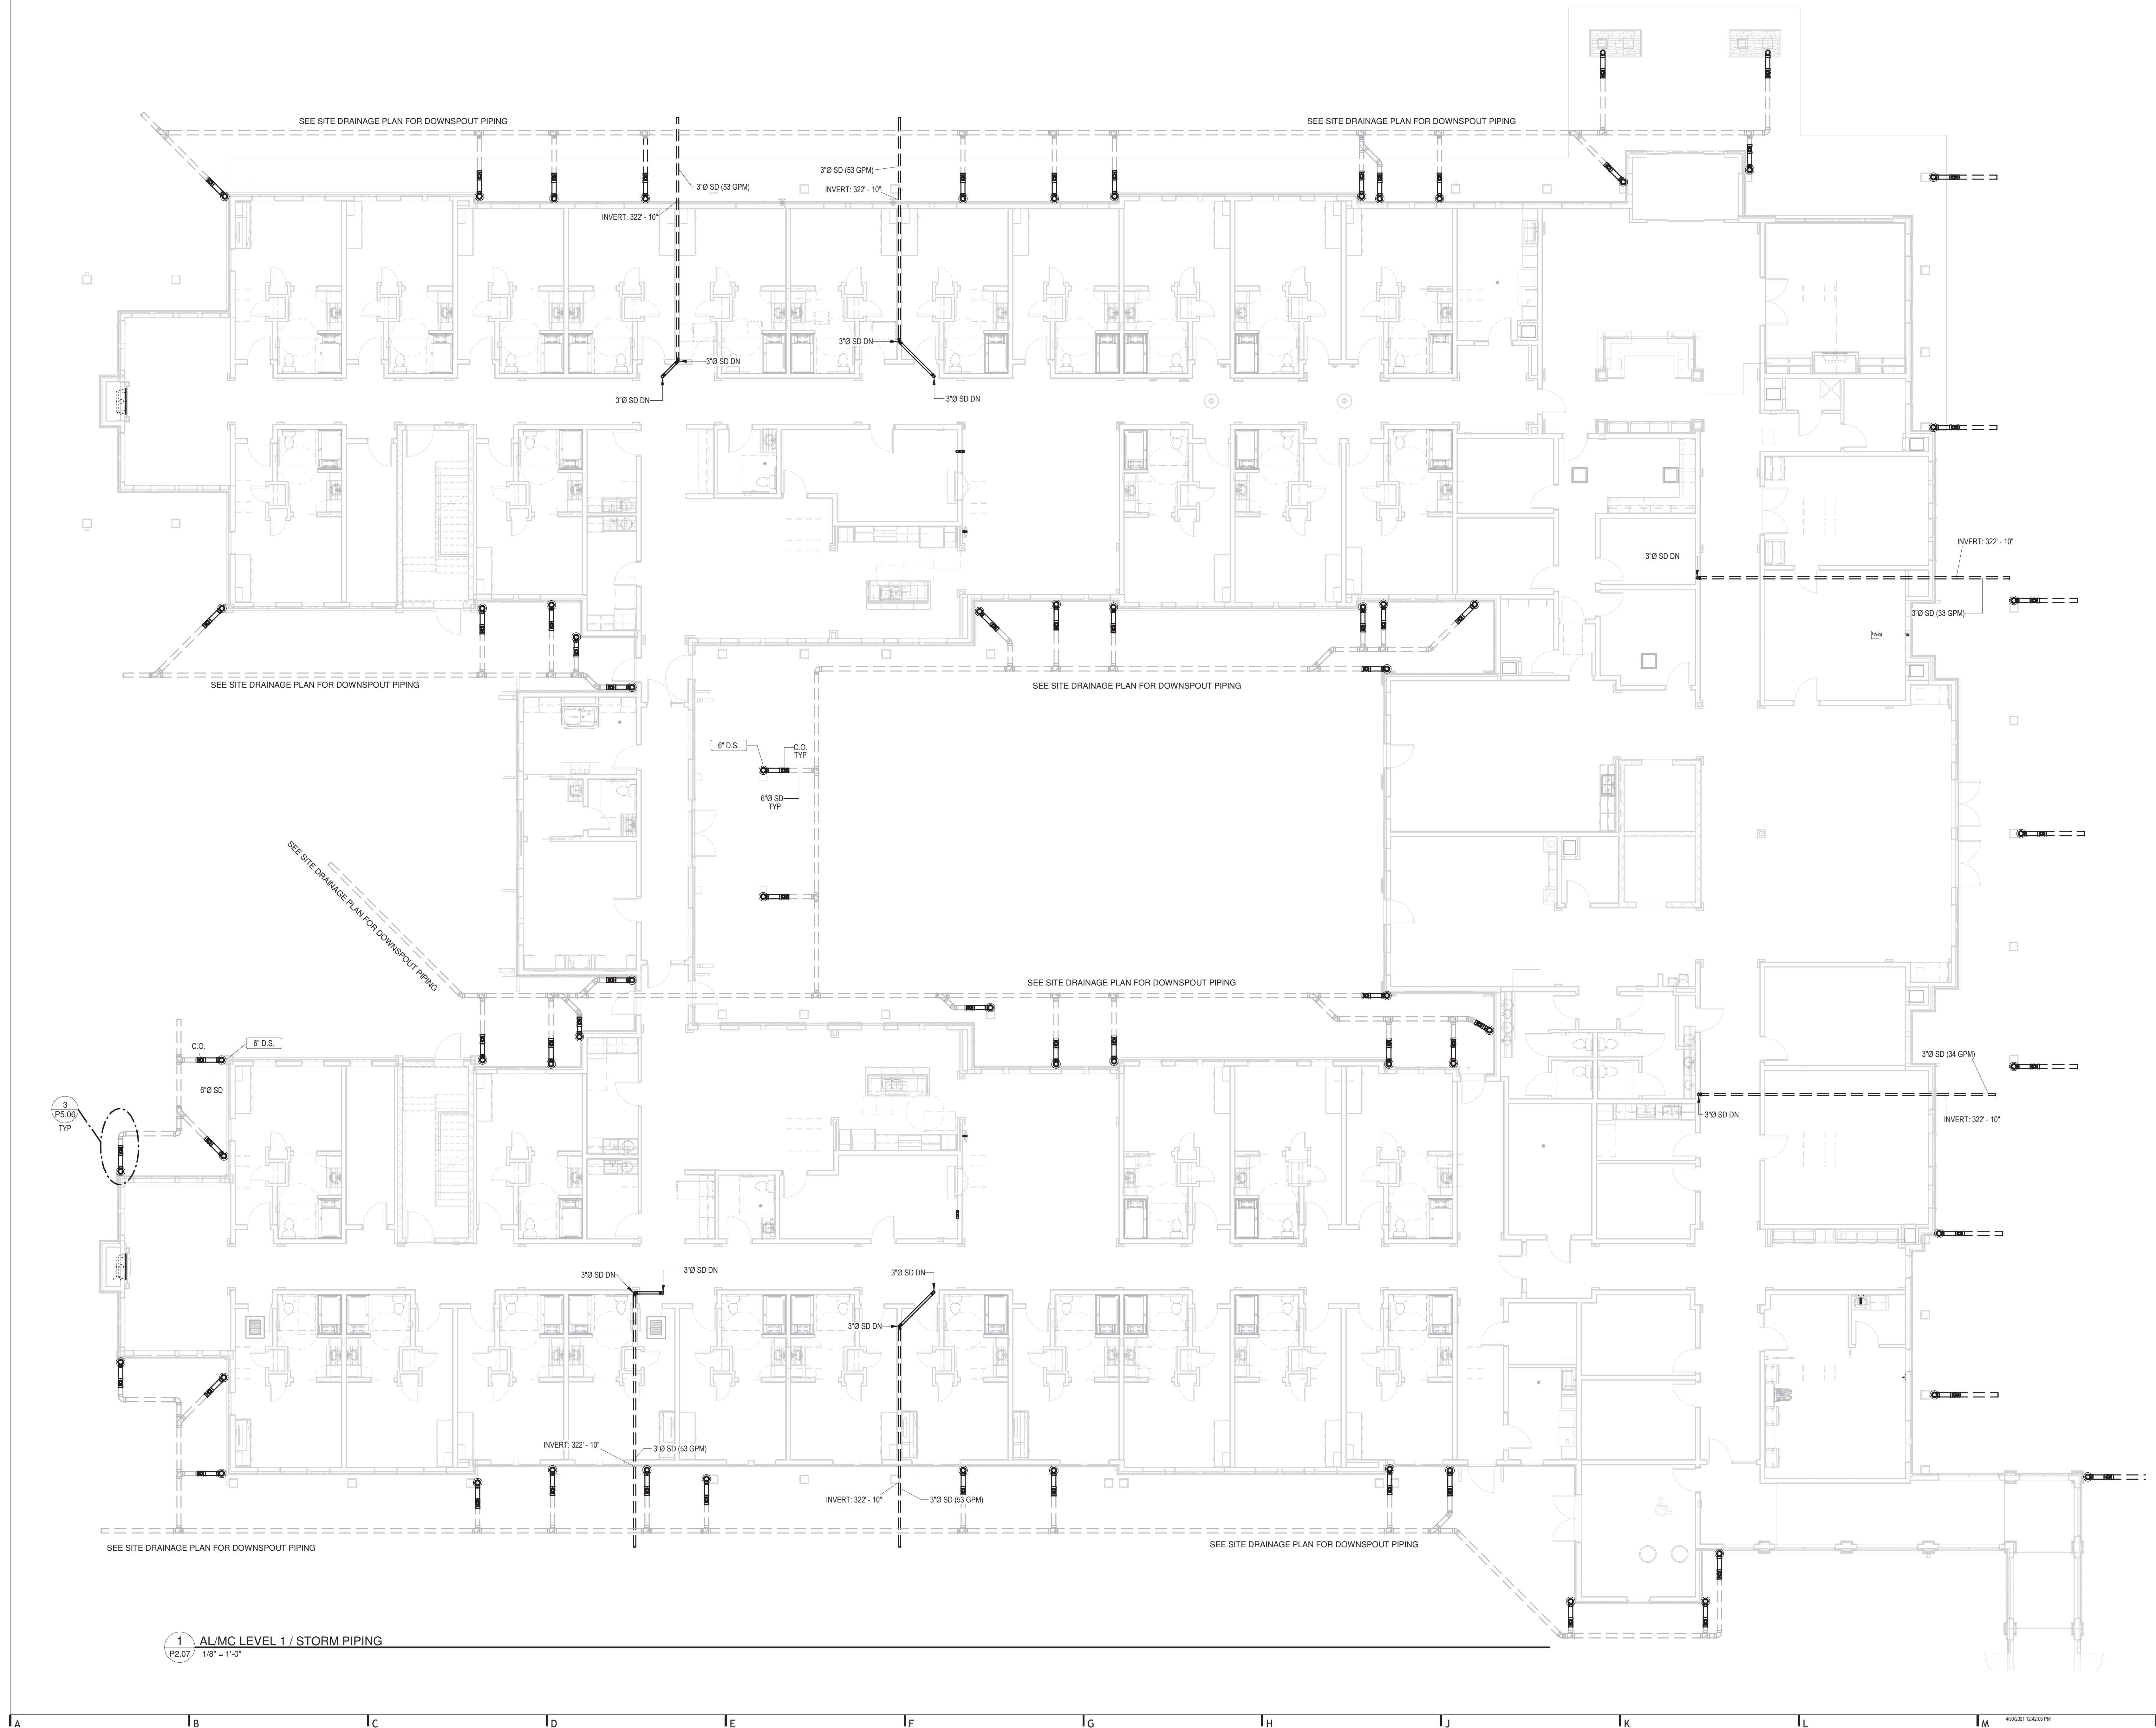 SEE SITE DRAINAGE PLAN FOR DOWNSPOUT PIPING
SEE SITE DRAINAGE PLAN FOR DOWNSPOUT PIPING
3"Ø SD (53 GPM)
3"Ø SD (53 GPM)
INVERT: 322' - 10"
INVERT: 322' - 10"
3"Ø SD DN
3"Ø SD DN
3"Ø SD DN
3"Ø SD DN
INVERT: 322' - 10"
3"Ø SD DN
3"Ø SD (33 GPM)
SEE SITE DRAINAGE PLAN FOR DOWNSPOUT PIPING
SEE SITE DRAINAGE PLAN FOR DOWNSPOUT PIPING
6" D.S.
C.O.
TYP
6"Ø SD
TYP
SEE SITE DRAINAGE PLAN FOR DOWNSPOUT PIPING
SEE SITE DRAINAGE PLAN FOR DOWNSPOUT PIPING
C.O.
6" D.S.
6"Ø SD
3
P5.06
TYP
3"Ø SD (34 GPM)
3"Ø SD DN
INVERT: 322' - 10"
3"Ø SD DN
3"Ø SD DN
3"Ø SD DN
3"Ø SD DN
INVERT: 322' - 10"
3"Ø SD (53 GPM)
INVERT: 322' - 10"
3"Ø SD (53 GPM)
SEE SITE DRAINAGE PLAN FOR DOWNSPOUT PIPING
SEE SITE DRAINAGE PLAN FOR DOWNSPOUT PIPING
1
P2.07
AL/MC LEVEL 1 / STORM PIPING
1/8" = 1'-0"
A B C D E F G H J K L M
4/30/2021 12:42:03 PM